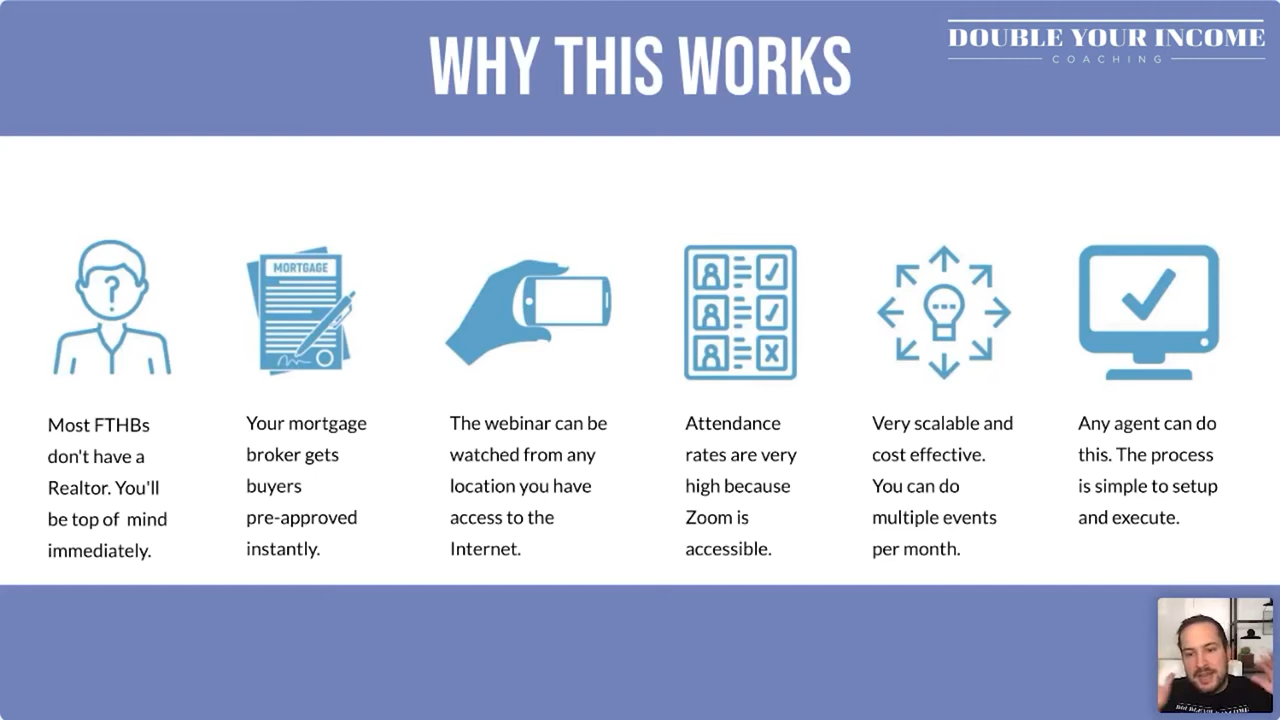 WHY THIS WORKS
DOUBLE YOUR INCOME
COACHING
MORTGAGE
Most FTHBs
don't have a
Realtor. You'll
be top of mind
immediately.
Your mortgage
broker gets
buyers
pre-approved
instantly.
The webinar can be
watched from any
location you have
access to the
Internet.
Attendance
rates are very
high because
Zoom is
accessible.
Very scalable and
cost effective.
You can do
multiple events
per month.
Any agent can do
this. The process
is simple to setup
and execute.